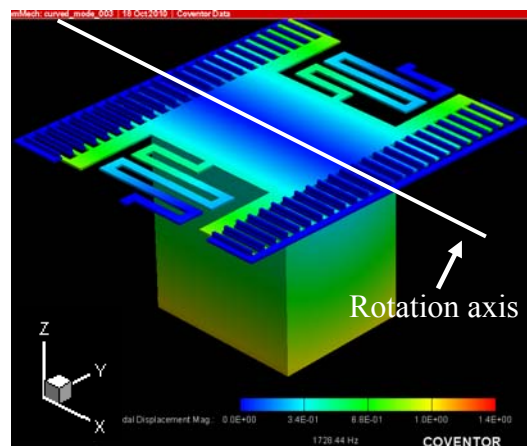 mMech: curved_mode_003 | 18 Oct 2010 | Coventor Data
Rotation axis
Z
Y
X
dal Displacement Mag.: 0.0E+00 3.4E-01 6.8E-01 1.0E+00 1.4E+00
1728.44 Hz COVENTOR